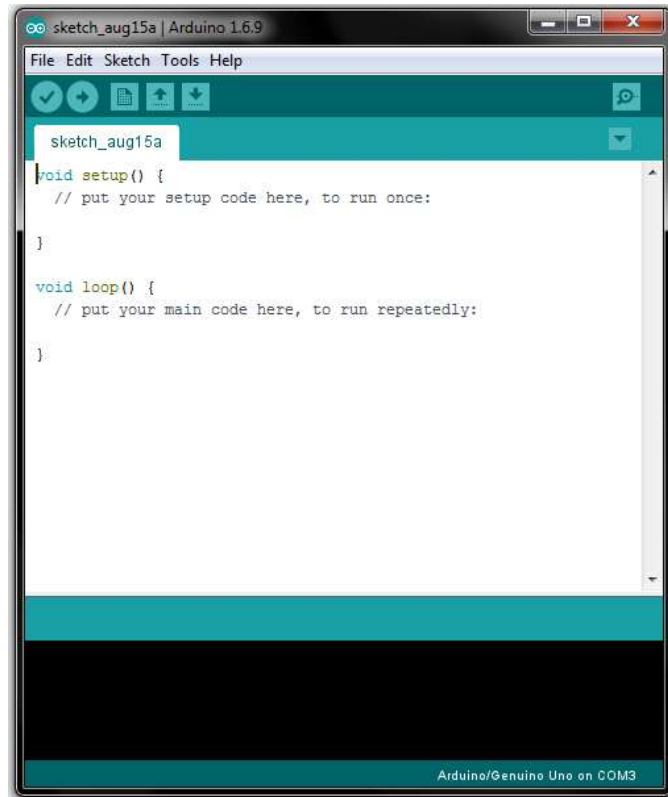 sketch_aug15a | Arduino 1.6.9
File Edit Sketch Tools Help
sketch_aug15a
void setup() {
  // put your setup code here, to run once:
}
void loop() {
  // put your main code here, to run repeatedly:
}
Arduino/Genuino Uno on COM3